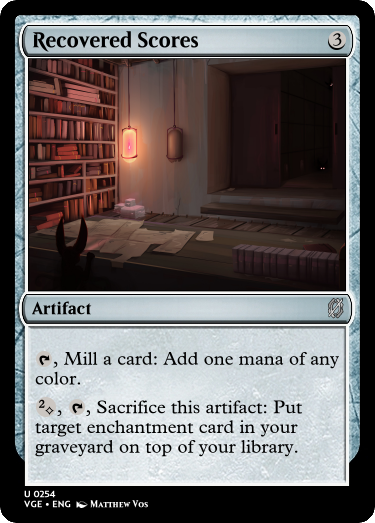 Recovered Scores 3
Artifact
, Mill a card: Add one mana of any
color.
2, , Sacrifice this artifact: Put
target enchantment card in your
graveyard on top of your library.
U 0254
VGE • ENG Matthew Vos